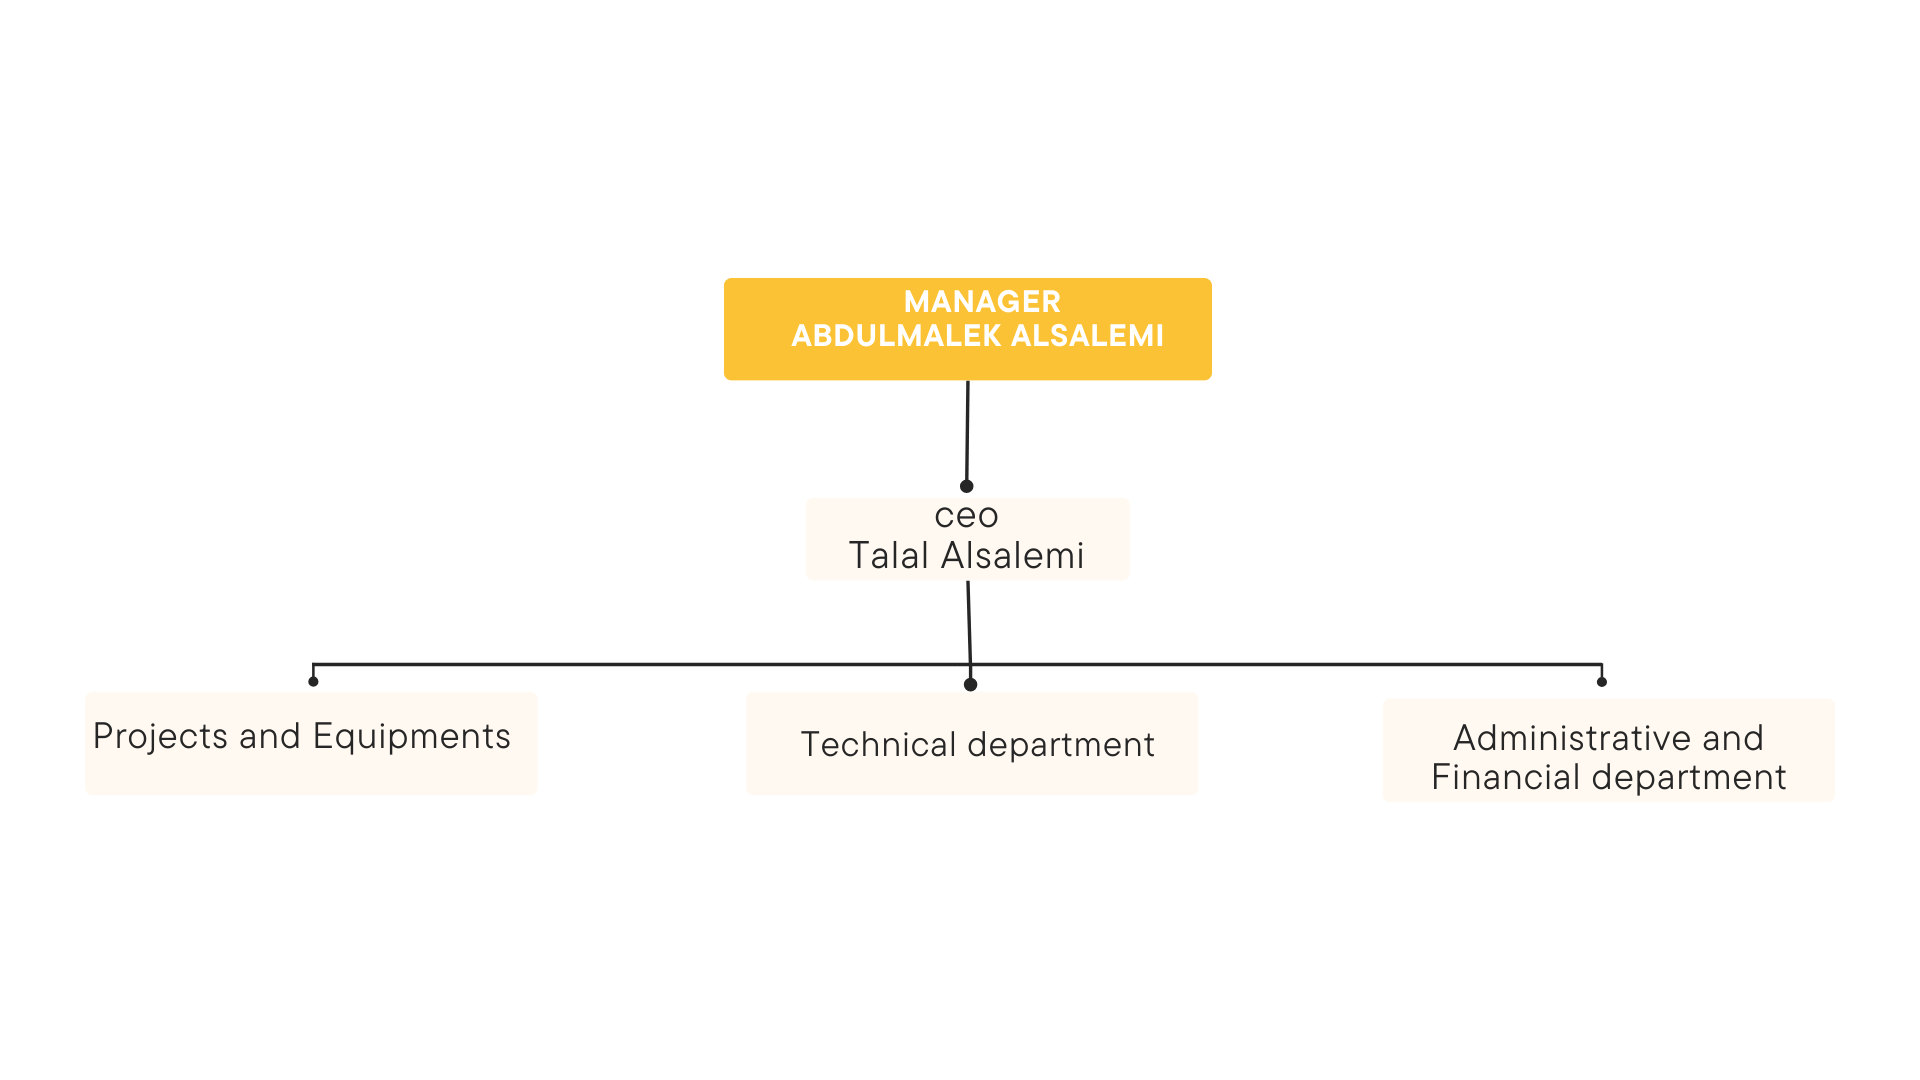 MANAGER
ABDULMALEK ALSALEMI
ceo
Talal Alsalemi
Projects and Equipments
Technical department
Administrative and
Financial department